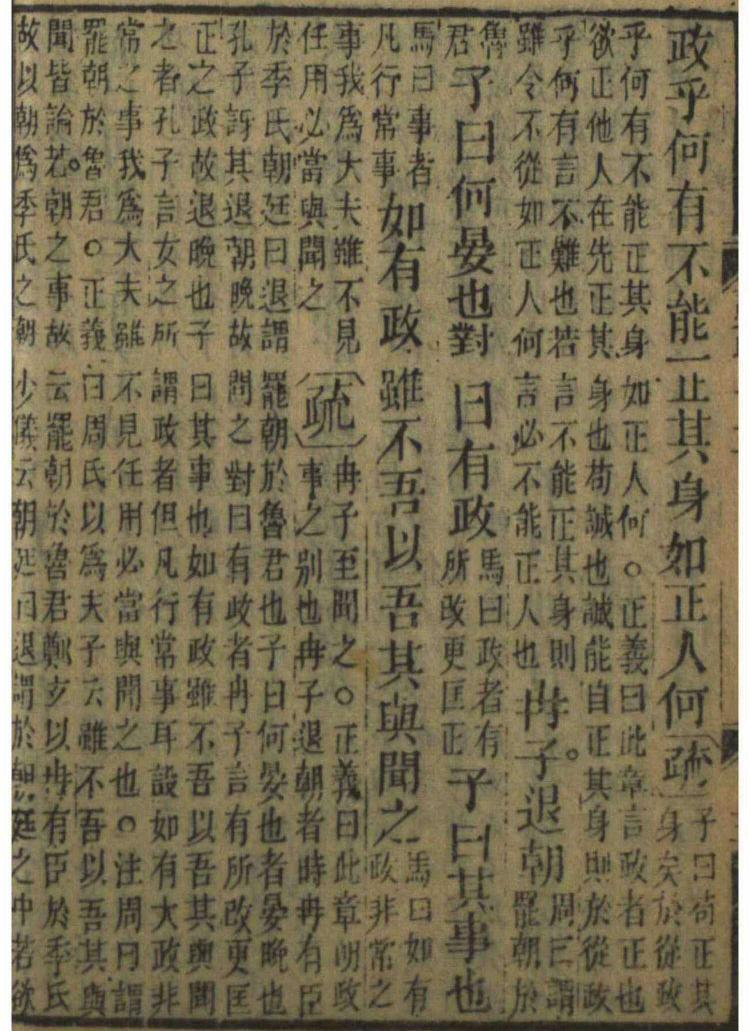 政乎何有不能正其身如正人何疏子曰苟正其
身矣於從政
乎何有不能正其身如正人何○正義曰此章言政者正也
欲正他人在先正其身也苟誠也誠能自正其身則於從政
乎何有言不難也若言不能正其身則
雖令不從如正人何言必不能正人也
冉子退朝周曰謂
罷朝於
魯
君
子曰何晏也對曰有政馬曰政者有
所改更匡正
子曰其事也
馬曰事者
凡行常事
如有政雖不吾以吾其與聞之馬曰如有
政非常之
事我爲大夫雖不見
任用必當與聞之
疏冉子至聞之○正義曰此章明政
事之別也冉子退朝者時冉有臣
於季氏朝廷曰退謂罷朝於魯君也子曰何晏也者晏晚也
孔子訝其退朝晚故問之對曰有政者冉子言有所改更匡
正之政故退晚也子曰其事也如有政雖不吾以吾其與聞
之者孔子言女之所謂政者但凡行常事耳設如有大政非
常之事我爲大夫雖不見任用必當與聞之也○注周曰謂
罷朝於魯君○正義曰周氏以爲夫子云雖不吾以吾其與
聞皆論若朝之事故云罷朝於魯君鄭玄以冉有臣於季氏
故以朝爲季氏之朝少儀云朝廷曰退謂於朝廷之中若欲